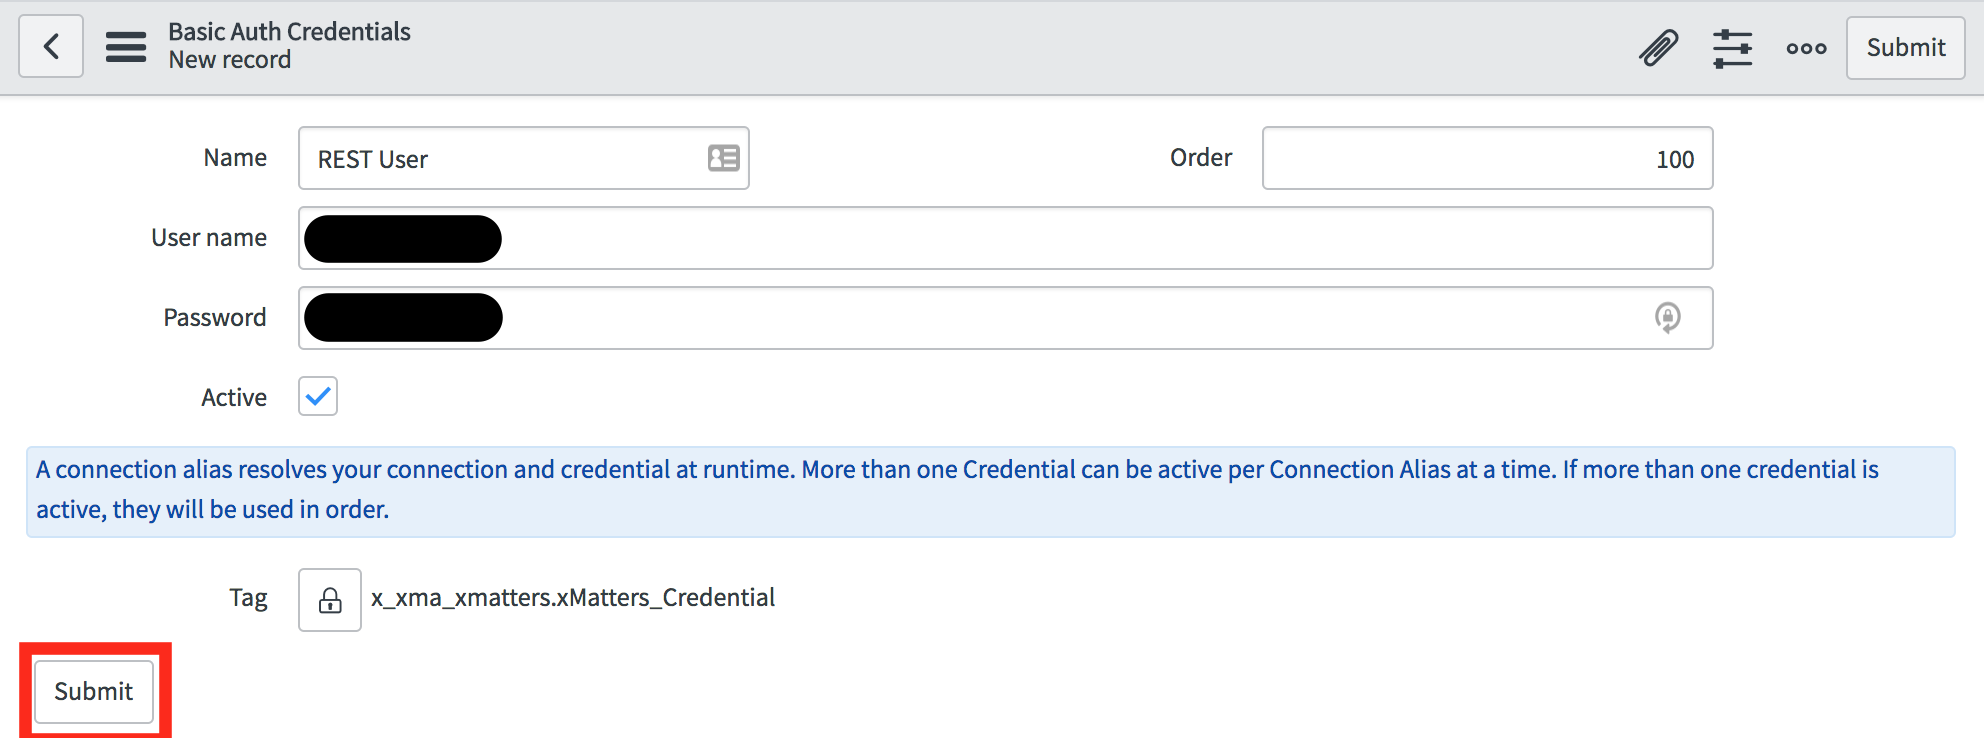 Basic Auth Credentials
New record
Submit
Name
REST User
Order
100
User name
Password
Active
A connection alias resolves your connection and credential at runtime. More than one Credential can be active per Connection Alias at a time. If more than one credential is
active, they will be used in order.
Tag
x_xma_xmatters.xMatters_Credential
Submit